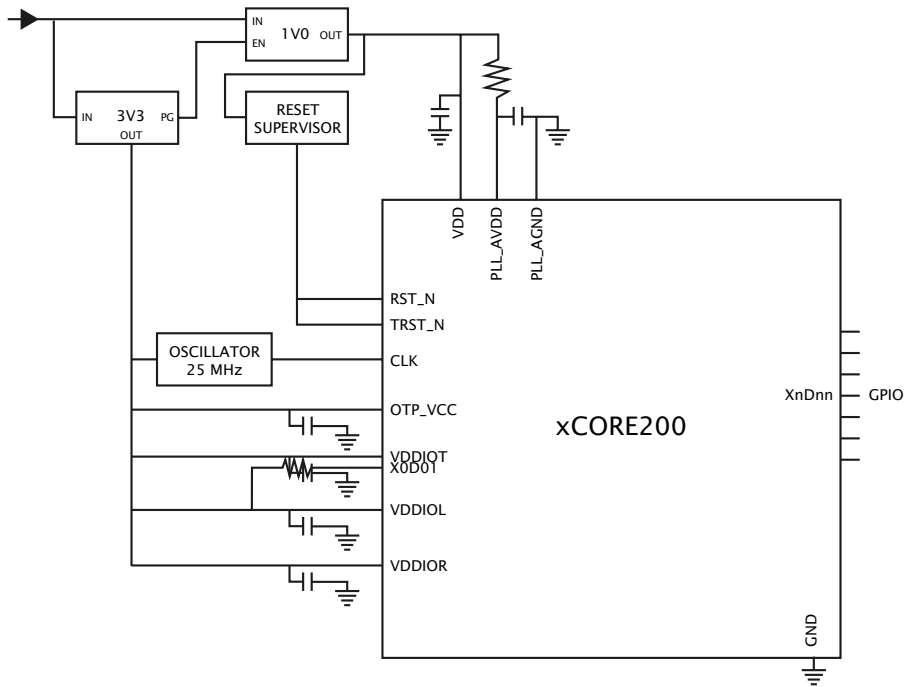 IN
EN
1V0
OUT
IN
3V3
PG
OUT
RESET
SUPERVISOR
VDD
PLL_AVDD
PLL_AGND
RST_N
TRST_N
OSCILLATOR
25 MHz
CLK
OTP_VCC
VDDIOT
X0D01
VDDIOL
VDDIOR
xCORE200
XnDnn
GPIO
GND